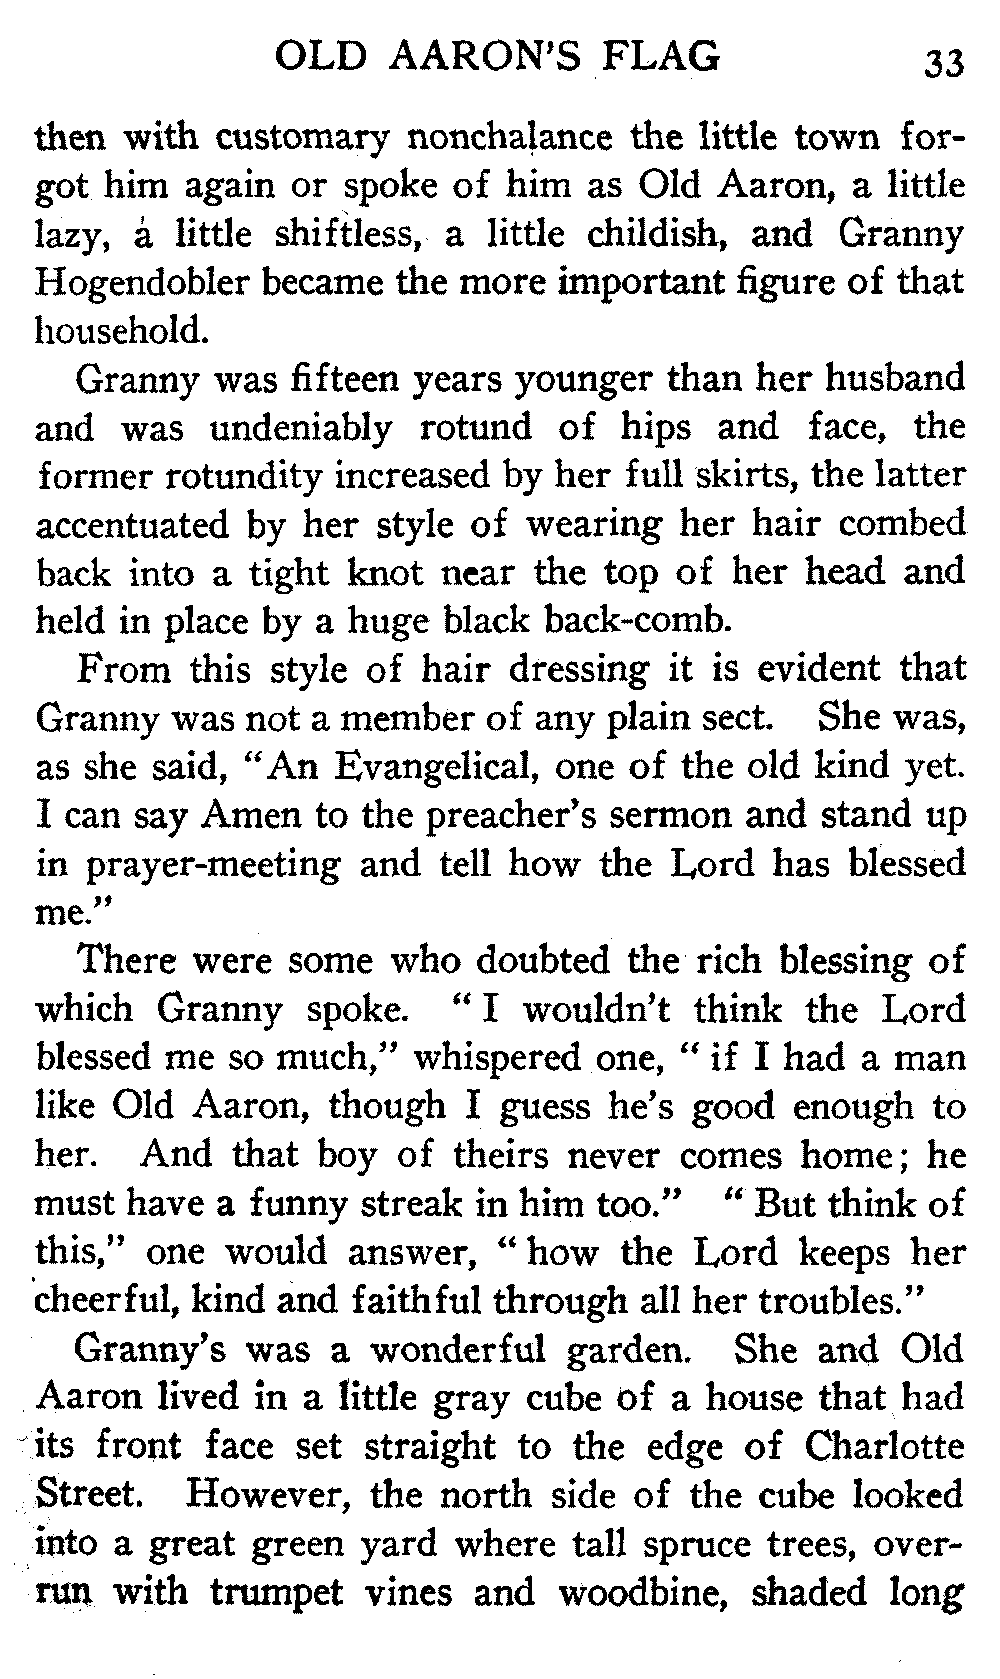 OLD AARON'S FLAG 33
then with customary nonchalance the little town for-
got him again or spoke of him as Old Aaron, a little
lazy, a little shiftless, a little childish, and Granny
Hogendobler became the more important figure of that
household.
Granny was fifteen years younger than her husband
and was undeniably rotund of hips and face, the
former rotundity increased by her full skirts, the latter
accentuated by her style of wearing her hair combed
back into a tight knot near the top of her head and
held in place by a huge black back-comb.
From this style of hair dressing it is evident that
Granny was not a member of any plain sect. She was,
as she said, "An Evangelical, one of the old kind yet.
I can say Amen to the preacher's sermon and stand up
in prayer-meeting and tell how the Lord has blessed
me."
There were some who doubted the rich blessing of
which Granny spoke. "I wouldn't think the Lord
blessed me so much," whispered one, "if I had a man
like Old Aaron, though I guess he's good enough to
her. And that boy of theirs never comes home; he
must have a funny streak in him too." "But think of
this," one would answer, "how the Lord keeps her
cheerful, kind and faithful through all her troubles."
Granny's was a wonderful garden. She and Old
Aaron lived in a little gray cube of a house that had
its front face set straight to the edge of Charlotte
Street. However, the north side of the cube looked
into a great green yard where tall spruce trees, over-
run with trumpet vines and woodbine, shaded long